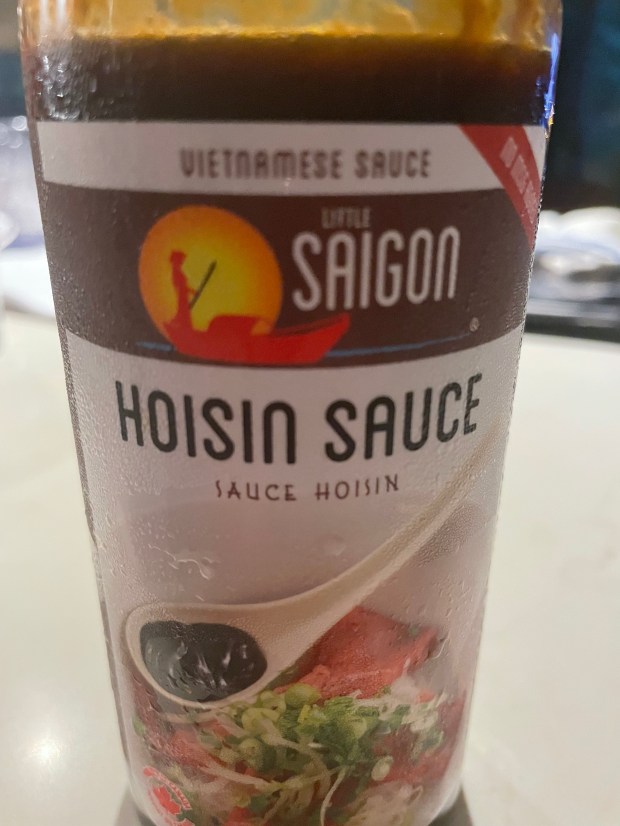 VIETNAMESE SAUCE
LITTLE
SAIGON
®
HOISIN SAUCE
SAUCE HOISIN